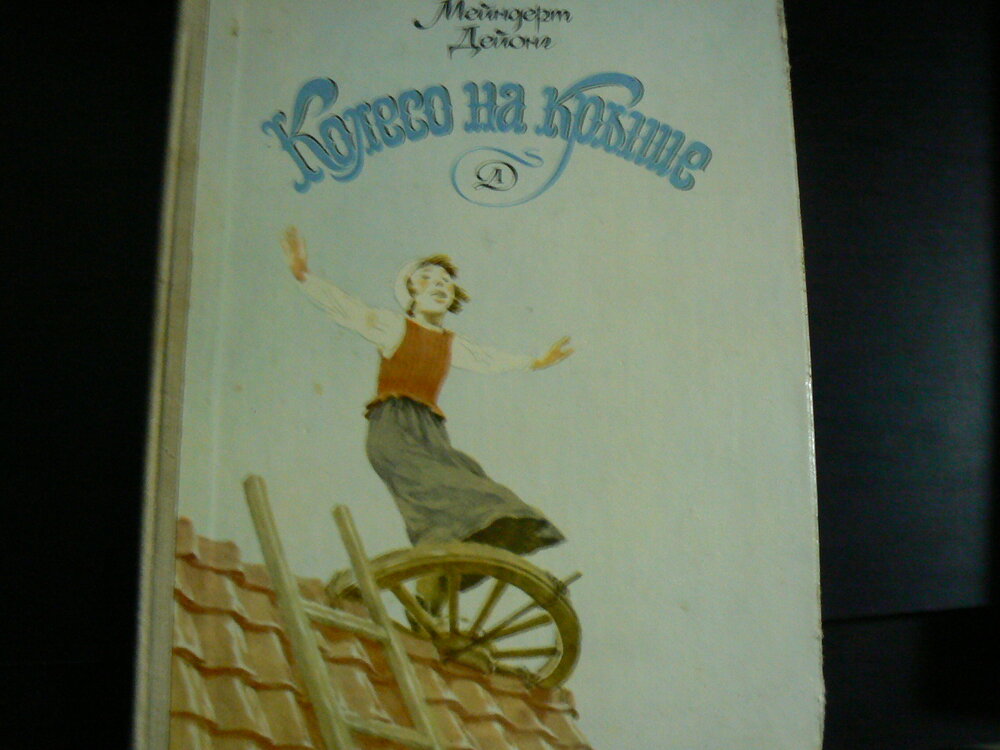 Мейндерт
Дейонг
Колесо на крыше
Д